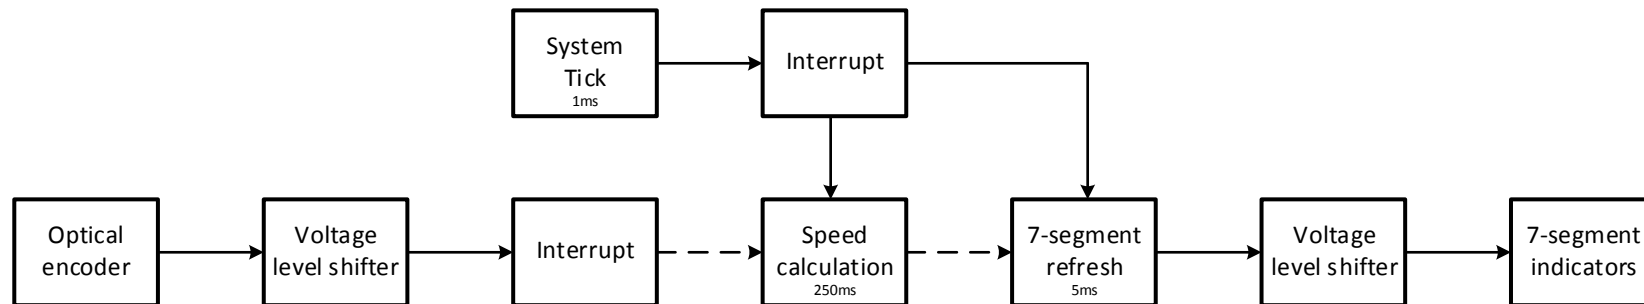 System
Tick
1ms
Interrupt
Optical
encoder
Voltage
level shifter
Interrupt
Speed
calculation
250ms
7-segment
refresh
5ms
Voltage
level shifter
7-segment
indicators